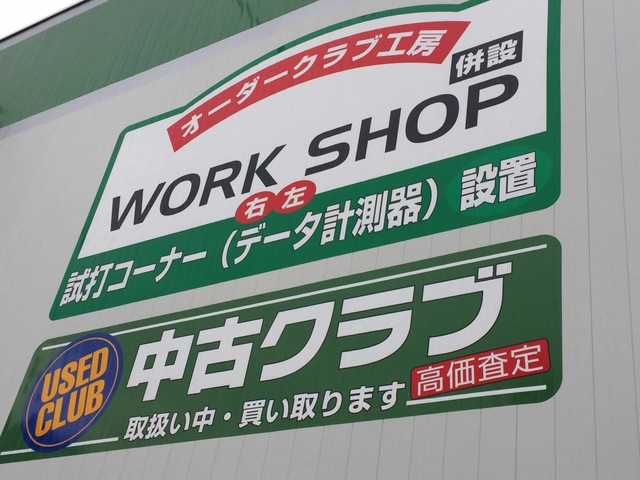 オーダークラブ工房
併設
WORK SHOP
右 左
試打コーナー(データ計測器)設置
USED
CLUB
中古クラブ
取扱い中・買い取ります
高価査定